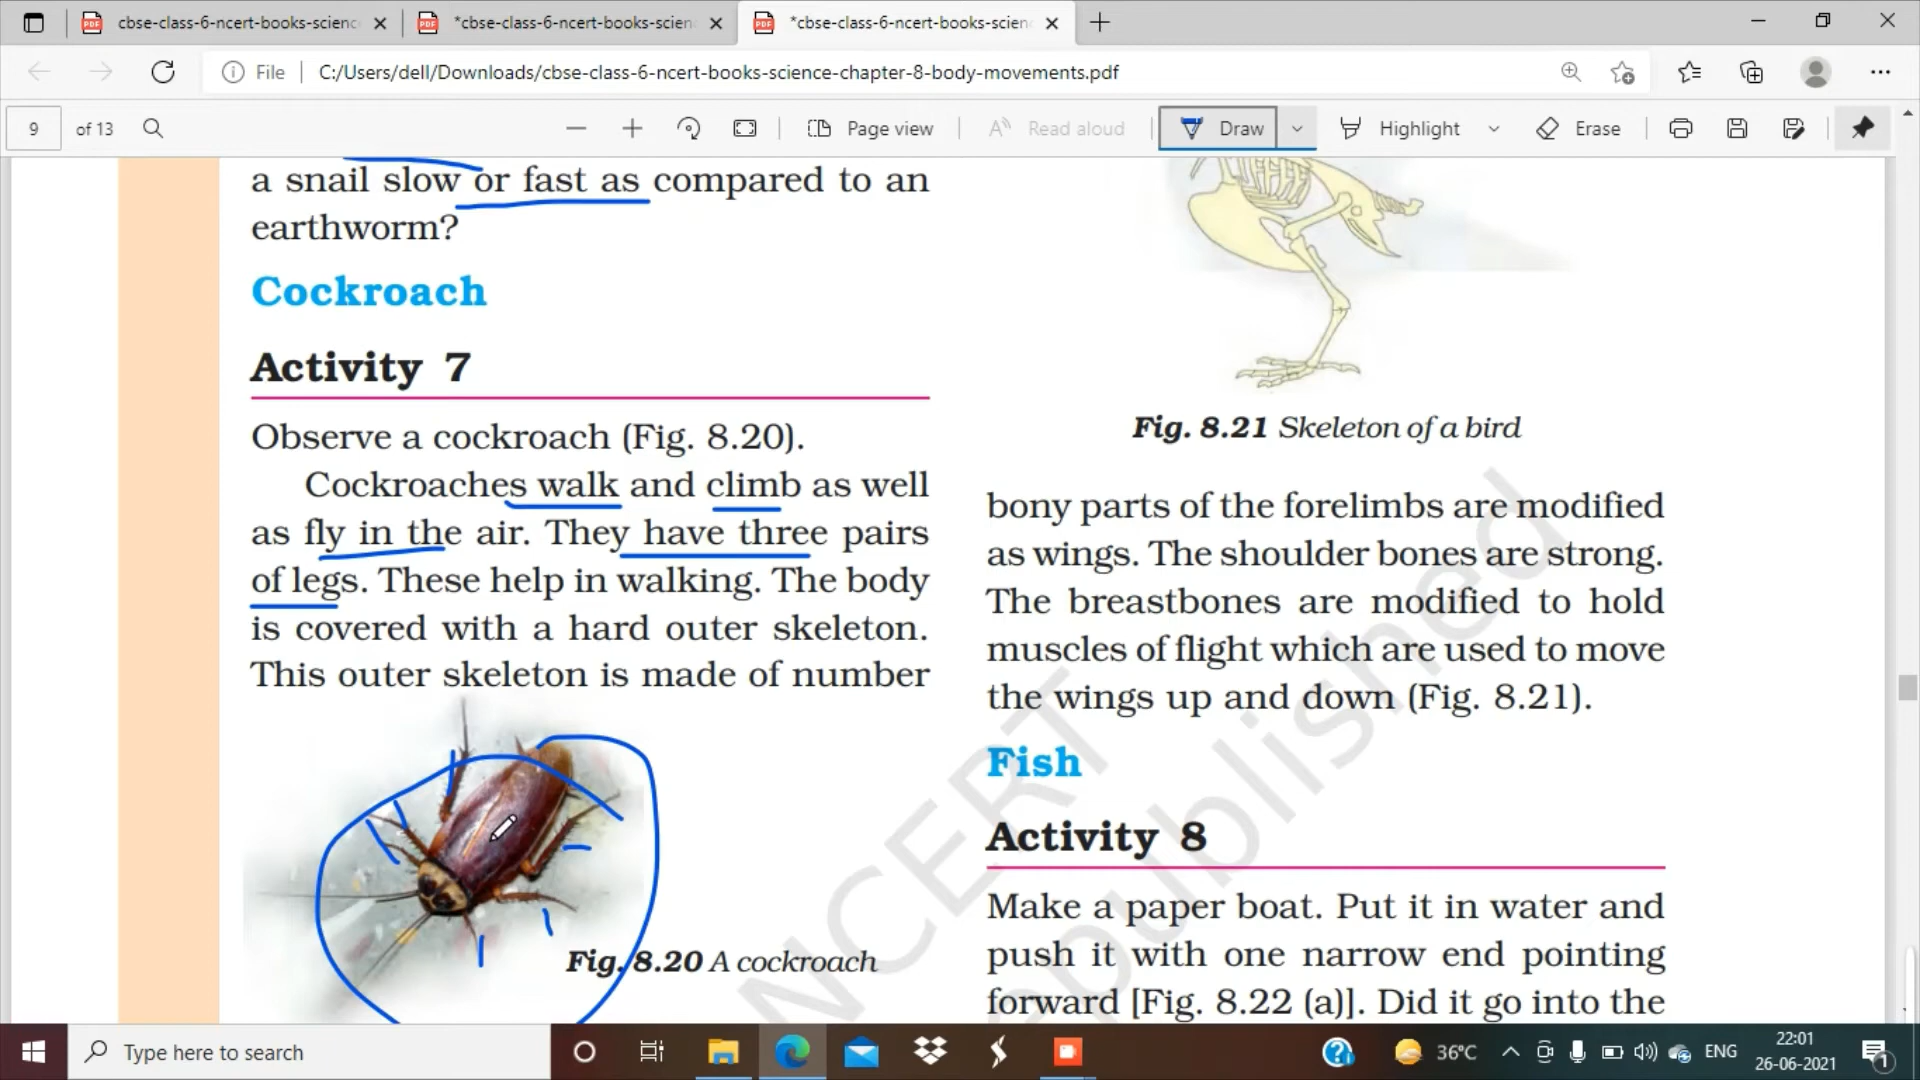 cbse-class-6-ncert-books-science
*cbse-class-6-ncert-books-scien
*cbse-class-6-ncert-books-scien
File
C:/Users/dell/Downloads/cbse-class-6-ncert-books-science-chapter-8-body-movements.pdf
9 of 13
Page view
Read aloud
Draw
Highlight
Erase
a snail slow or fast as compared to an
earthworm?
Cockroach
Activity 7
Observe a cockroach (Fig. 8.20).
Cockroaches walk and climb as well
as fly in the air. They have three pairs
of legs. These help in walking. The body
is covered with a hard outer skeleton.
This outer skeleton is made of number
Fig. 8.20 A cockroach
Fig. 8.21 Skeleton of a bird
bony parts of the forelimbs are modified
as wings. The shoulder bones are strong.
The breastbones are modified to hold
muscles of flight which are used to move
the wings up and down (Fig. 8.21).
Fish
Activity 8
Make a paper boat. Put it in water and
push it with one narrow end pointing
forward [Fig. 8.22 (a)]. Did it go into the
NCERT
epublished
Type here to search
36°C
ENG
22:01
26-06-2021
1